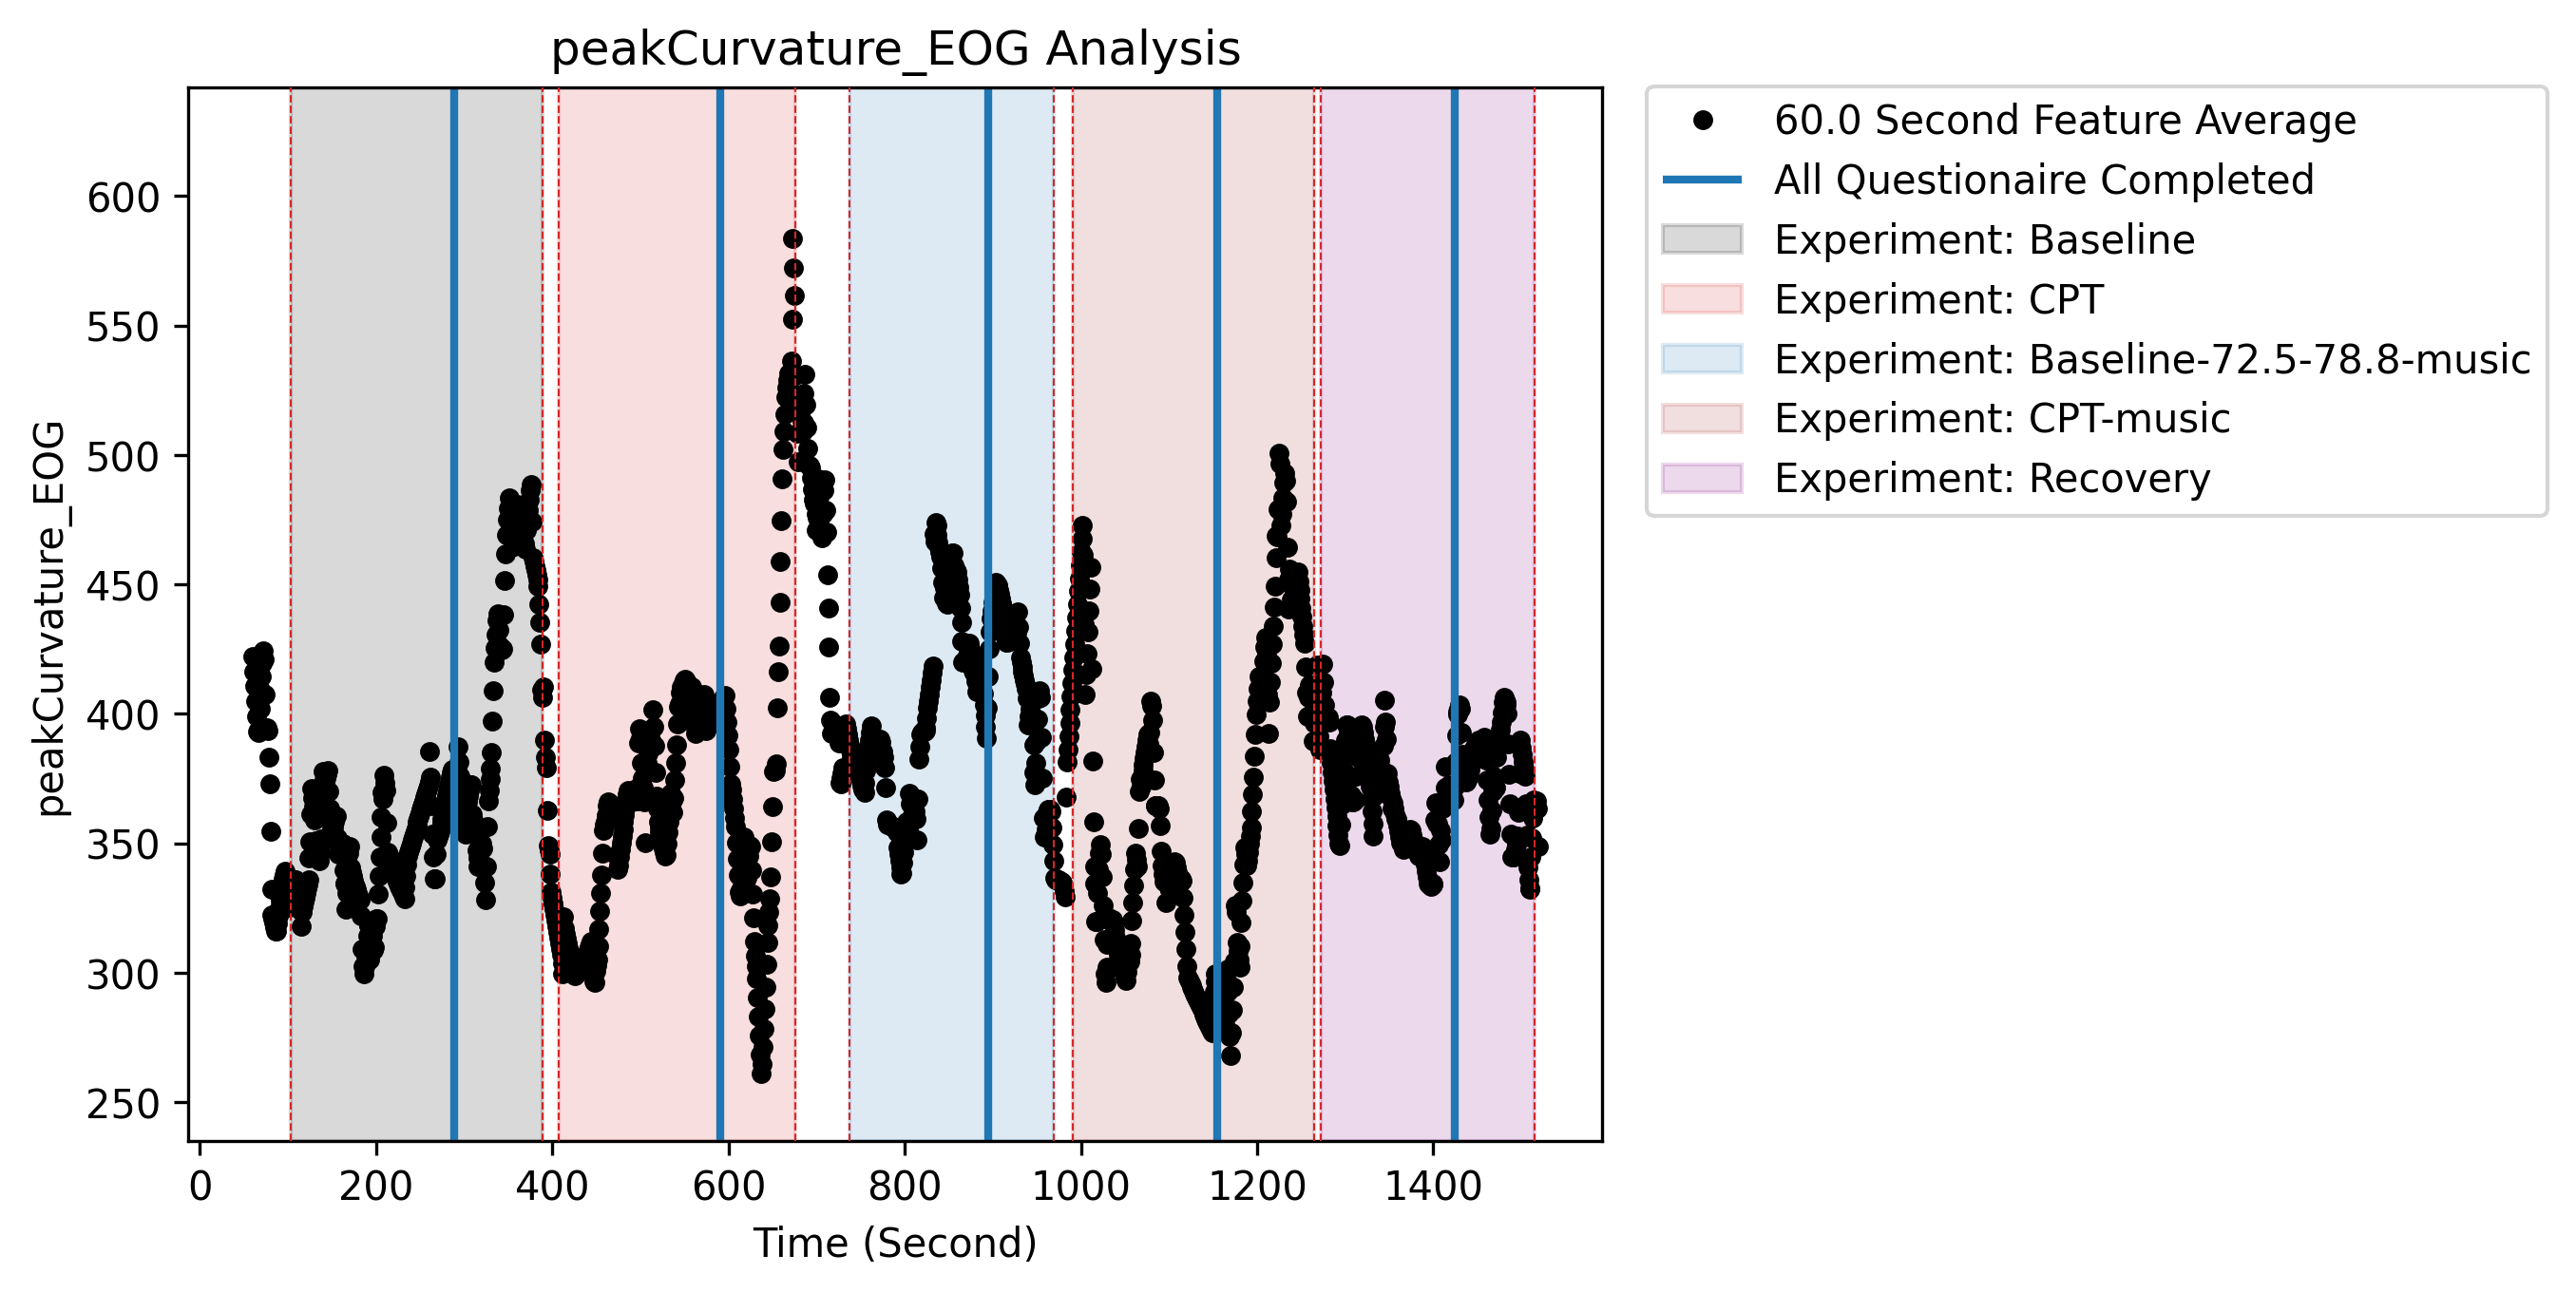 peakCurvature_EOG Analysis
peakCurvature_EOG
600
550
500
450
400
350
300
250
0 200 400 600 800 1000 1200 1400
Time (Second)
60.0 Second Feature Average
All Questionaire Completed
Experiment: Baseline
Experiment: CPT
Experiment: Baseline-72.5-78.8-music
Experiment: CPT-music
Experiment: Recovery